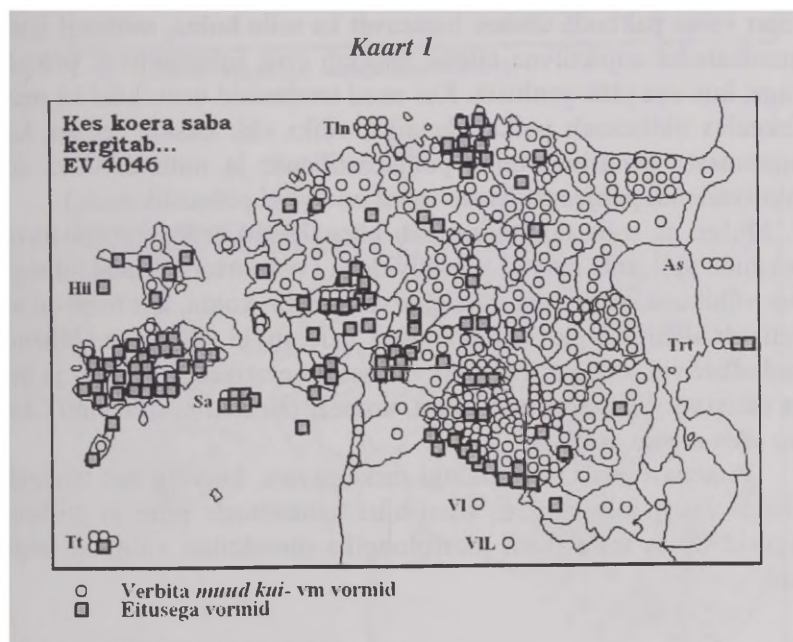 Kaart 1
Kes koera saba
kergitab...
EV 4046
Tln
Hii
As
Trt
Sa
Vl
VlL
Tt
Verbita muud kui- vm vormid
Eitusega vormid